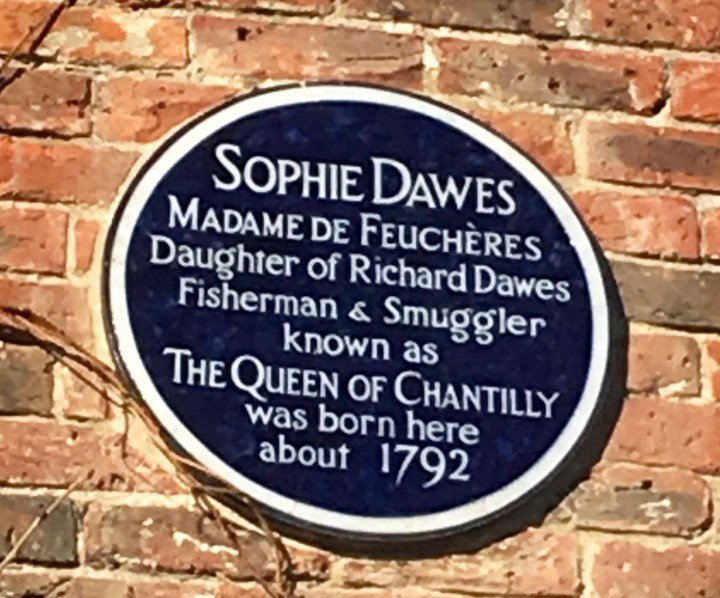 SOPHIE DAWES
MADAME DE FEUCHÈRES
Daughter of Richard Dawes
Fisherman & Smuggler
known as
THE QUEEN OF CHANTILLY
was born here
about 1792